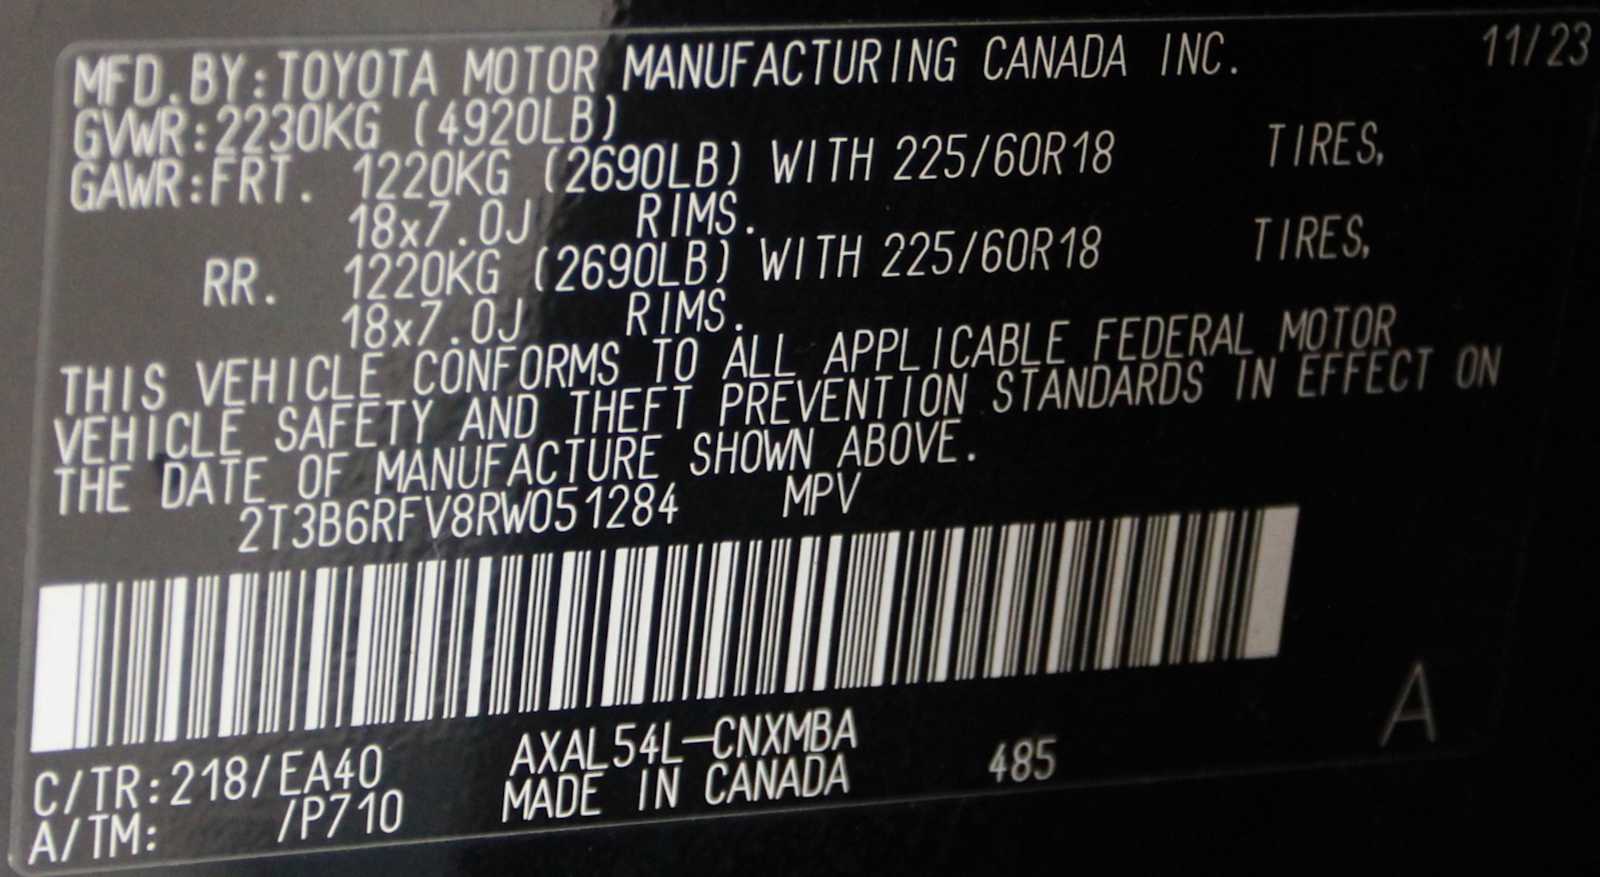 MFD.BY:TOYOTA MOTOR MANUFACTURING CANADA INC. 11/23
GVWR:2230KG (4920LB)
GAWR:FRT. 1220KG (2690LB) WITH 225/60R18 TIRES,
18x7.0J RIMS.
RR. 1220KG (2690LB) WITH 225/60R18 TIRES,
18x7.0J RIMS.
THIS VEHICLE CONFORMS TO ALL APPLICABLE FEDERAL MOTOR
VEHICLE SAFETY AND THEFT PREVENTION STANDARDS IN EFFECT ON
THE DATE OF MANUFACTURE SHOWN ABOVE.
2T3B6RFV8RW051284 MPV
A
C/TR:218/EA40 AXAL54L-CNXMBA
A/TM: /P710 MADE IN CANADA 485